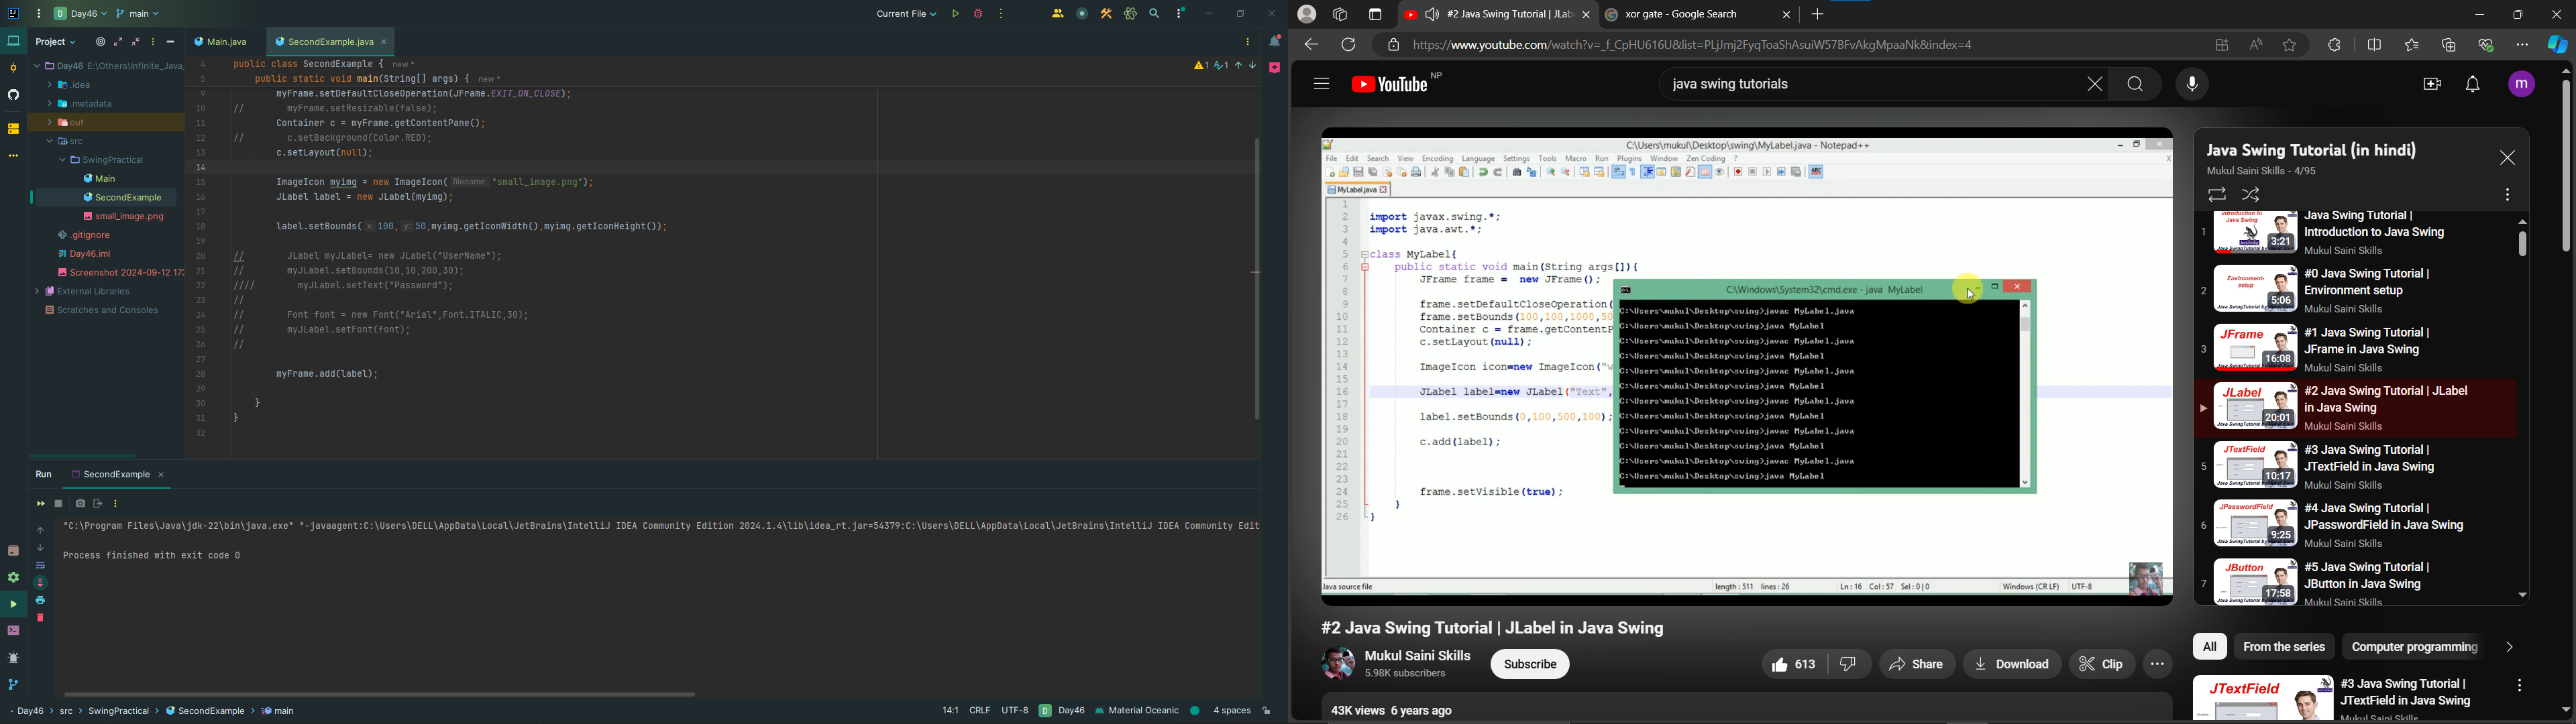 Day46
main
Current File
#2 Java Swing Tutorial | JLab
xor gate - Google Search
Project
Main.java
SecondExample.java
https://www.youtube.com/watch?v=_f_CpHU616U&list=PLjJmj2FyqToaShAsuiW57BFvAkgMpaaNk&index=4
Day46 E:\Others\Infinite_Java_
.idea
.metadata
out
src
SwingPractical
Main
SecondExample
small_image.png
.gitignore
Day46.iml
Screenshot 2024-09-12 173
External Libraries
Scratches and Consoles
4 public class SecondExample { new *
5 public static void main(String[] args) { new *
9 myFrame.setDefaultCloseOperation(JFrame.EXIT_ON_CLOSE);
10 // myFrame.setResizable(false);
11 Container c = myFrame.getContentPane();
12 // c.setBackground(Color.RED);
13 c.setLayout(null);
14
15 ImageIcon myimg = new ImageIcon( filename: "small_image.png");
16 JLabel label = new JLabel(myimg);
17
18 label.setBounds( x: 100, y: 50,myimg.getIconWidth(),myimg.getIconHeight());
19
20 // JLabel myJLabel= new JLabel("UserName");
21 // myJLabel.setBounds(10,10,200,30);
22 //// myJLabel.setText("Password");
23 //
24 // Font font = new Font("Arial",Font.ITALIC,30);
25 // myJLabel.setFont(font);
26 //
27
28 myFrame.add(label);
29
30 }
31 }
32
1 1
Run SecondExample
"C:\Program Files\Java\jdk-22\bin\java.exe" "-javaagent:C:\Users\DELL\AppData\Local\JetBrains\IntelliJ IDEA Community Edition 2024.1.4\lib\idea_rt.jar=54379:C:\Users\DELL\AppData\Local\JetBrains\IntelliJ IDEA Community Edit
Process finished with exit code 0
Day46 > src > SwingPractical > SecondExample > main
14:1 CRLF UTF-8 D Day46 Material Oceanic 4 spaces
YouTube NP
java swing tutorials
m
C:\Users\mukul\Desktop\swing\MyLabel.java - Notepad++
File Edit Search View Encoding Language Settings Tools Macro Run Plugins Window Zen Coding ?
X
MyLabel.java
1
2 import javax.swing.*;
3 import java.awt.*;
4
5 class MyLabel{
6 public static void main(String args[]){
7 JFrame frame = new JFrame();
8
9 frame.setDefaultCloseOperation(
10 frame.setBounds(100,100,1000,50
11 Container c = frame.getContentP
12 c.setLayout(null);
13
14 ImageIcon icon=new ImageIcon("w
15
16 JLabel label=new JLabel("Text",
17
18 label.setBounds(0,100,500,100);
19
20 c.add(label);
21
22
23
24 frame.setVisible(true);
25 }
26 }
C:\Windows\System32\cmd.exe - java MyLabel
C:\Users\mukul\Desktop\swing>javac MyLabel.java
C:\Users\mukul\Desktop\swing>java MyLabel
C:\Users\mukul\Desktop\swing>javac MyLabel.java
C:\Users\mukul\Desktop\swing>java MyLabel
C:\Users\mukul\Desktop\swing>javac MyLabel.java
C:\Users\mukul\Desktop\swing>java MyLabel
C:\Users\mukul\Desktop\swing>javac MyLabel.java
C:\Users\mukul\Desktop\swing>java MyLabel
C:\Users\mukul\Desktop\swing>javac MyLabel.java
C:\Users\mukul\Desktop\swing>java MyLabel
C:\Users\mukul\Desktop\swing>javac MyLabel.java
C:\Users\mukul\Desktop\swing>java MyLabel
Java source file length : 511 lines : 26 Ln : 16 Col : 57 Sel : 0 | 0 Windows (CR LF) UTF-8
#2 Java Swing Tutorial | JLabel in Java Swing
Mukul Saini Skills
5.98K subscribers
Subscribe
613
Share
Download
Clip
43K views 6 years ago
Java Swing Tutorial (in hindi)
Mukul Saini Skills - 4/95
1 3:21
Java Swing Tutorial |
Introduction to Java Swing
Mukul Saini Skills
2 Environment-setup 5:06
#0 Java Swing Tutorial |
Environment setup
Mukul Saini Skills
3 JFrame 16:08
#1 Java Swing Tutorial |
JFrame in Java Swing
Mukul Saini Skills
JLabel 20:01
#2 Java Swing Tutorial | JLabel
in Java Swing
Mukul Saini Skills
5 JTextField 10:17
#3 Java Swing Tutorial |
JTextField in Java Swing
Mukul Saini Skills
6 JPasswordField 9:25
#4 Java Swing Tutorial |
JPasswordField in Java Swing
Mukul Saini Skills
7 JButton 17:58
#5 Java Swing Tutorial |
JButton in Java Swing
Mukul Saini Skills
All
From the series
Computer programming
JTextField
#3 Java Swing Tutorial |
JTextField in Java Swing
Mukul Saini Skills